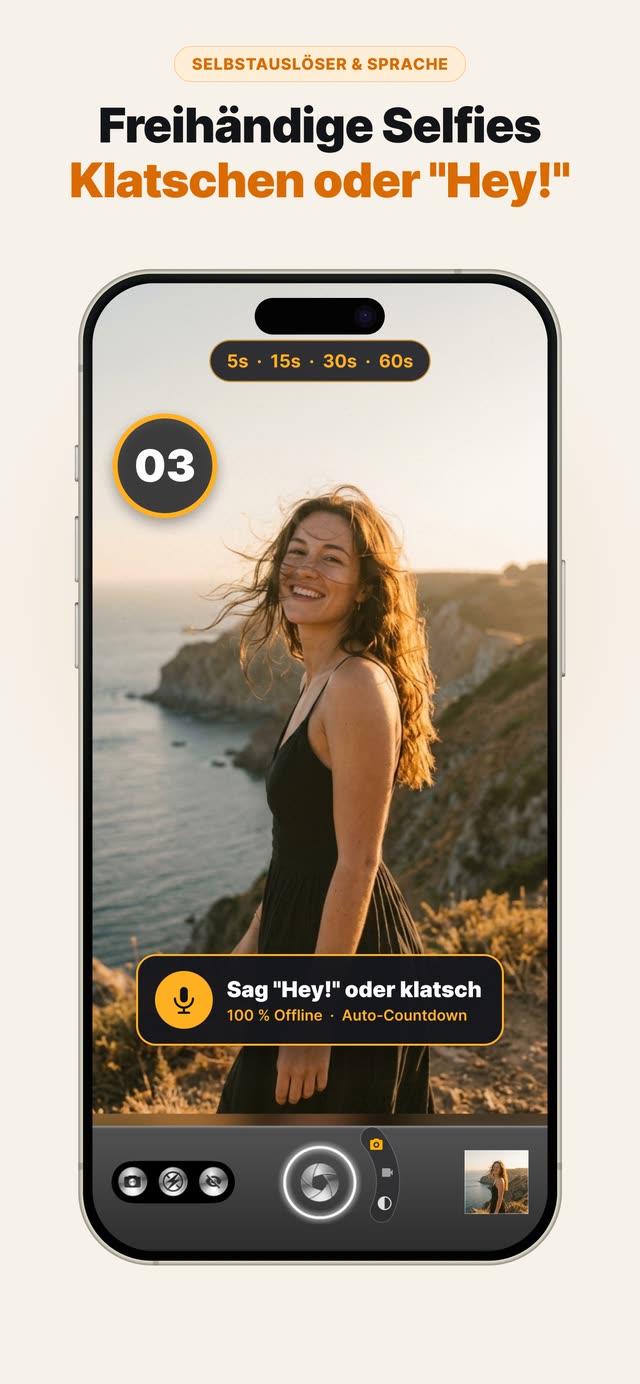 SELBSTAUSLÖSER & SPRACHE
Freihändige Selfies
Klatschen oder "Hey!"
5s · 15s · 30s · 60s
03
Sag "Hey!" oder klatsch
100 % Offline · Auto-Countdown